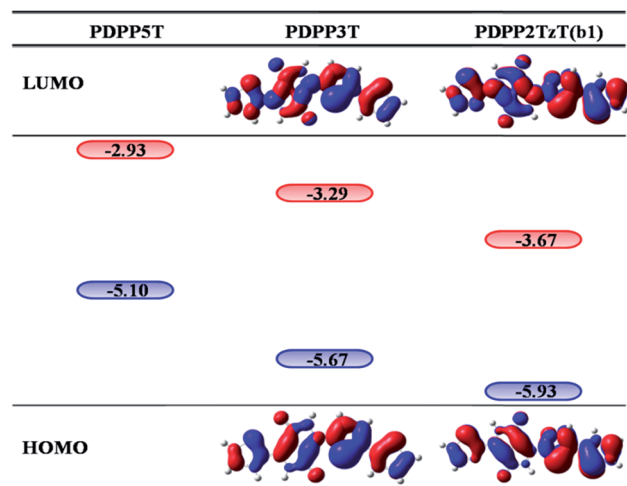 PDPP5T PDPP3T PDPP2TzT(b1)
LUMO
-2.93
-3.29
-3.67
-5.10
-5.67
-5.93
HOMO